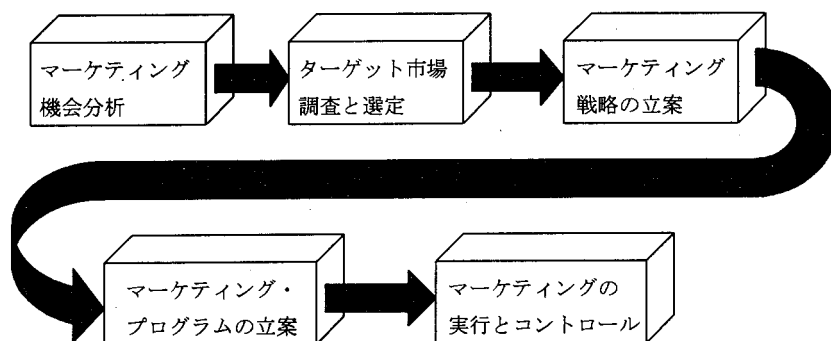 マーケティング
機会分析
ターゲット市場
調査と選定
マーケティング
戦略の立案
マーケティング・
プログラムの立案
マーケティングの
実行とコントロール